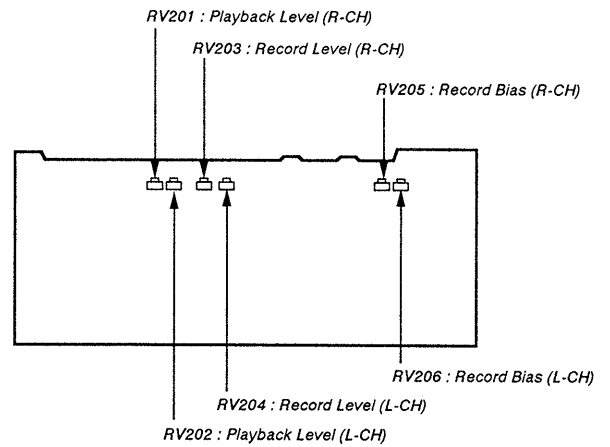 RV201 : Playback Level (R-CH)
RV203 : Record Level (R-CH)
RV205 : Record Bias (R-CH)
RV206 : Record Bias (L-CH)
RV204 : Record Level (L-CH)
RV202 : Playback Level (L-CH)